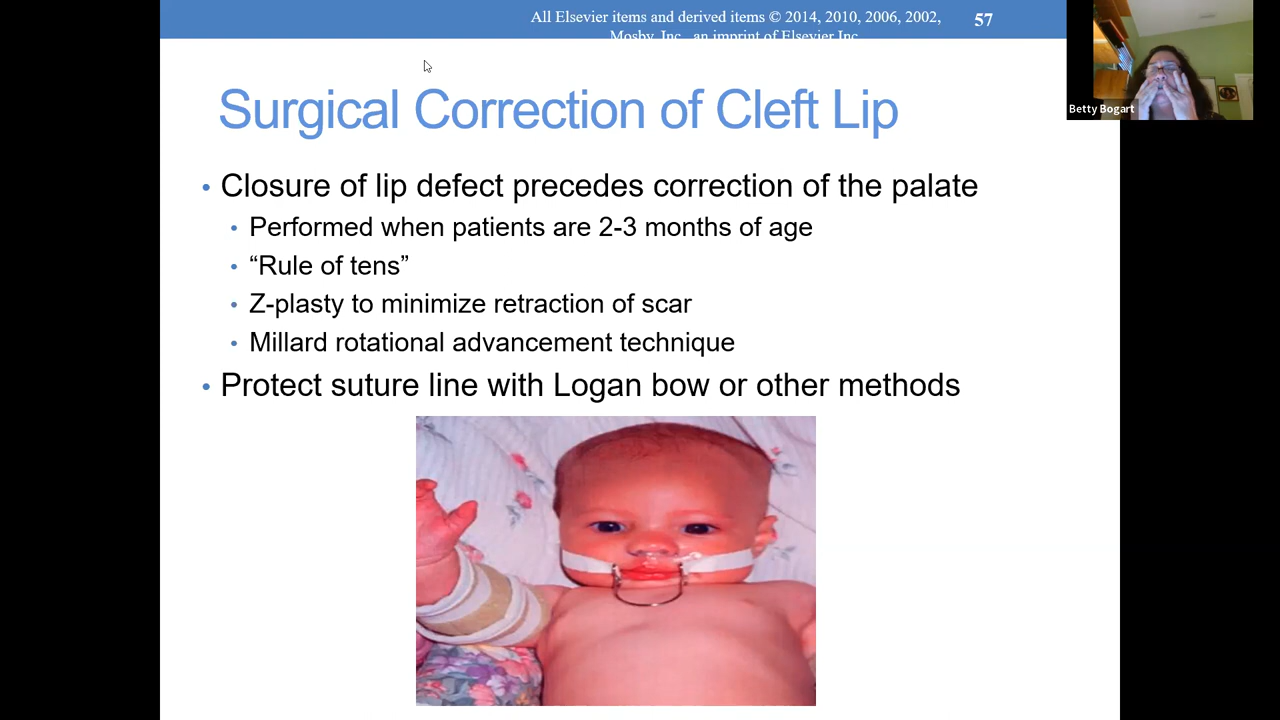 All Elsevier items and derived items © 2014, 2010, 2006, 2002,
Mosby, Inc., an imprint of Elsevier Inc.
57
Betty Bogart
Surgical Correction of Cleft Lip
• Closure of lip defect precedes correction of the palate
• Performed when patients are 2-3 months of age
• “Rule of tens”
• Z-plasty to minimize retraction of scar
• Millard rotational advancement technique
• Protect suture line with Logan bow or other methods